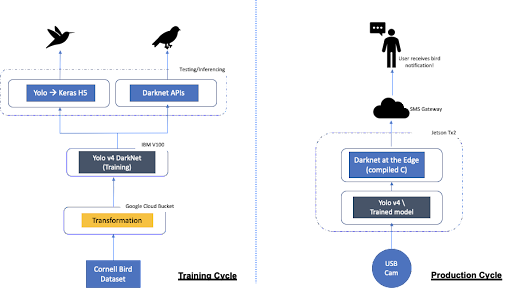 Testing/Inferencing
Yolo → Keras H5
Darknet APIs
IBM V100
Yolo v4 DarkNet
(Training)
Google Cloud Bucket
Transformation
Cornell Bird
Dataset
Training Cycle
User receives bird
notification!
SMS Gateway
Jetson Tx2
Darknet at the Edge
(compiled C)
Yolo v4 \
Trained model
USB
Cam
Production Cycle